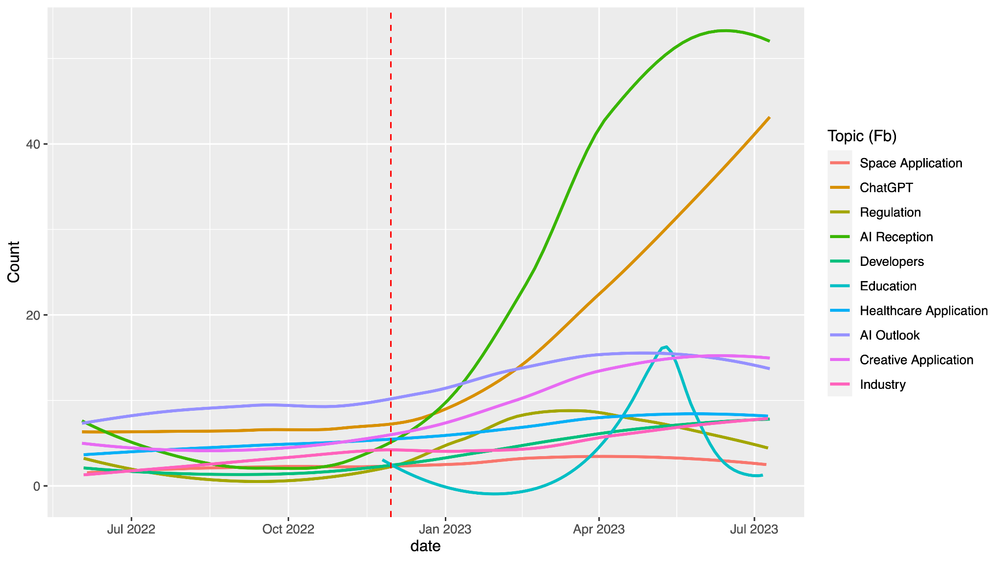 40
20
0
Count
Jul 2022
Oct 2022
Jan 2023
Apr 2023
Jul 2023
date
Topic (Fb)
Space Application
ChatGPT
Regulation
AI Reception
Developers
Education
Healthcare Application
AI Outlook
Creative Application
Industry